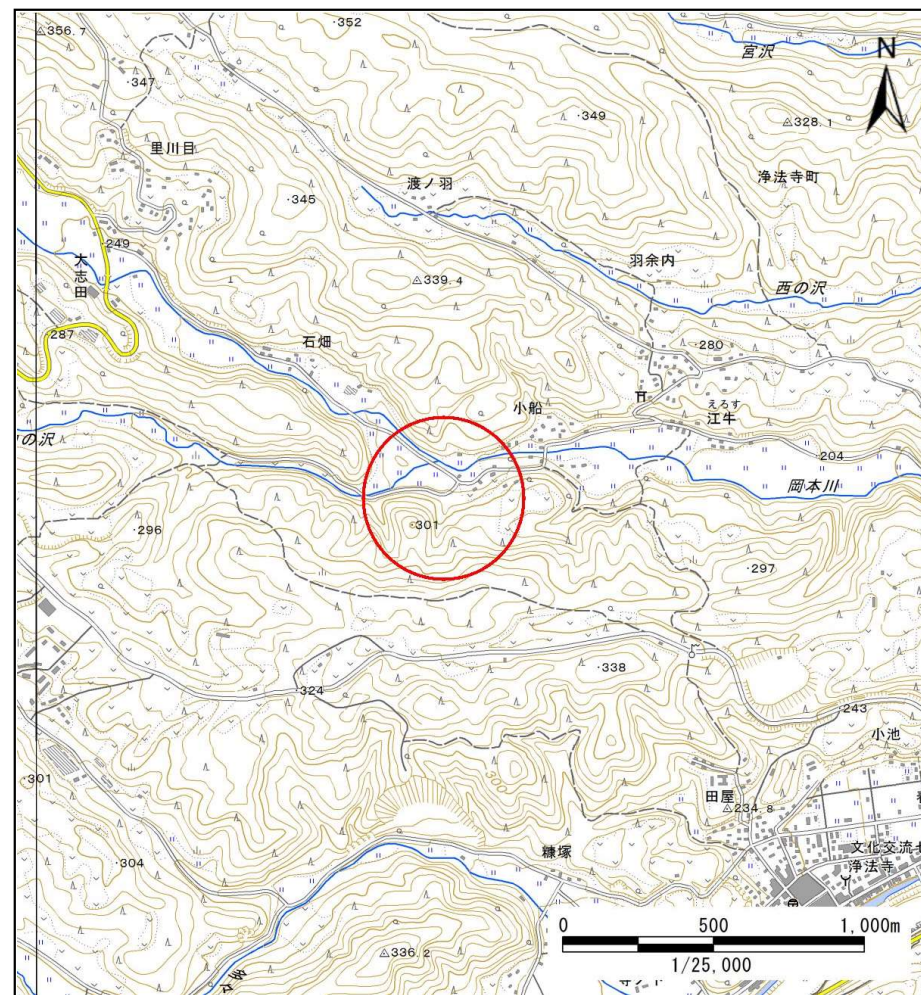 352
356.7
宮沢
N
347
349
328.1
里川目
浄法寺町
渡ノ羽
345
249
羽余内
大志田
339.4
西の沢
287
石畑
280
小船
えろす
江牛
の沢
204
岡本川
301
296
297
338
324
243
小池
301
300
田屋
234.8
糠塚
文化交流
浄法寺
304
336.2
0 500 1,000m
1/25,000